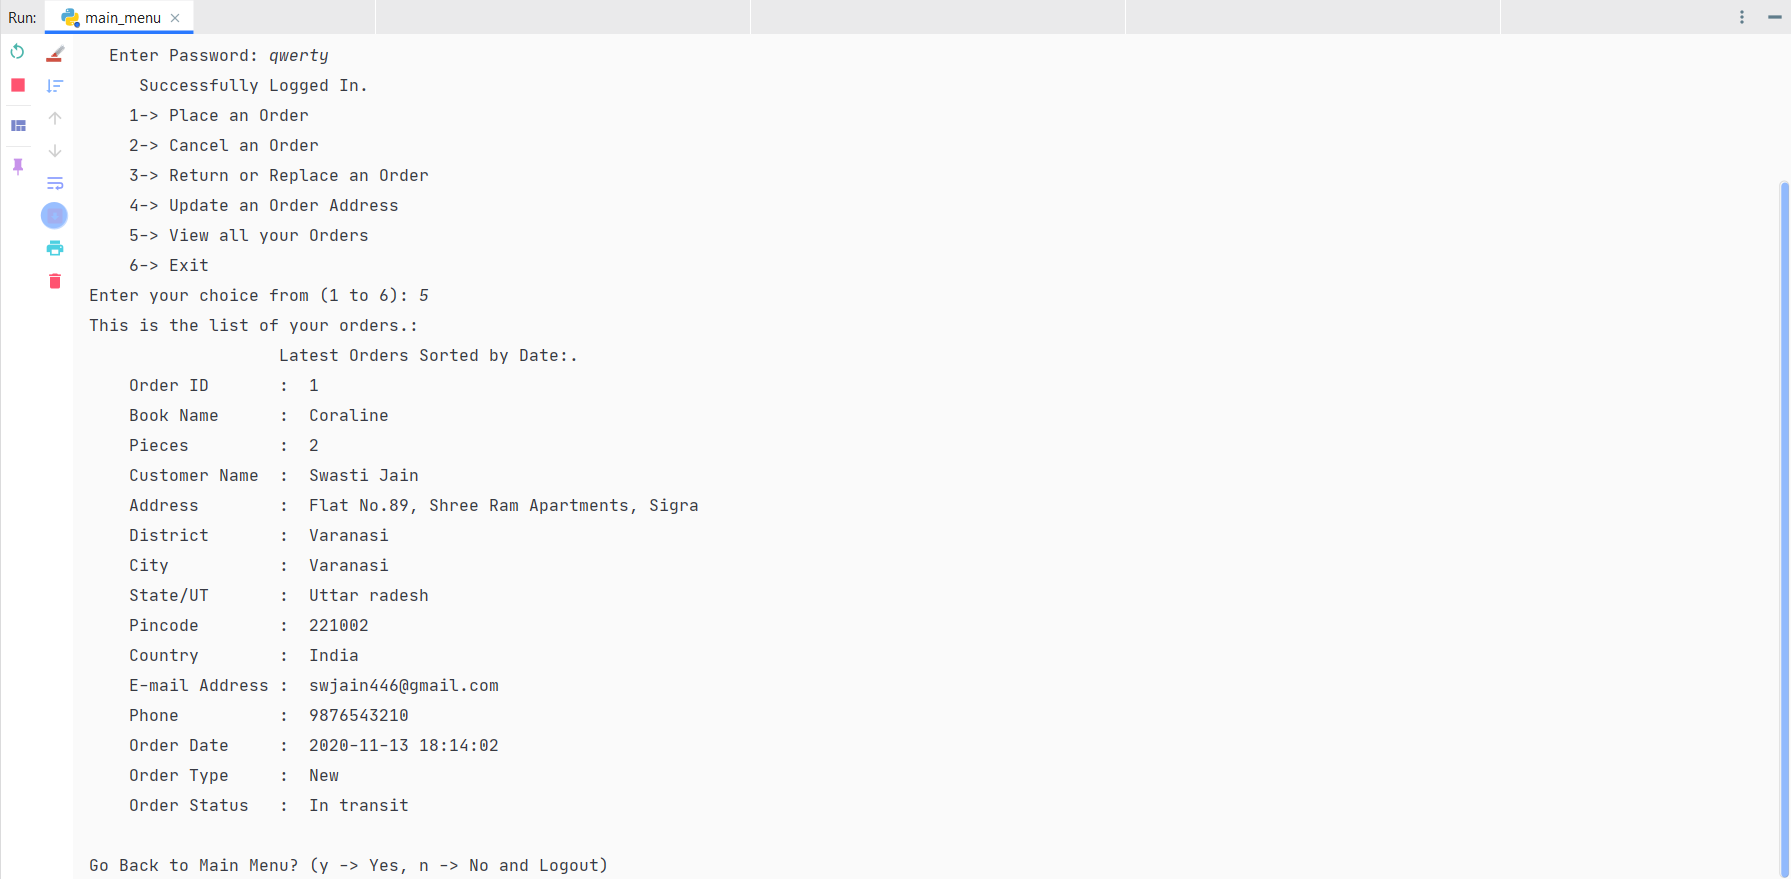 Run: main_menu
Enter Password: qwerty
Successfully Logged In.
1-> Place an Order
2-> Cancel an Order
3-> Return or Replace an Order
4-> Update an Order Address
5-> View all your Orders
6-> Exit
Enter your choice from (1 to 6): 5
This is the list of your orders.:
Latest Orders Sorted by Date:.
Order ID : 1
Book Name : Coraline
Pieces : 2
Customer Name : Swasti Jain
Address : Flat No.89, Shree Ram Apartments, Sigra
District : Varanasi
City : Varanasi
State/UT : Uttar radesh
Pincode : 221002
Country : India
E-mail Address : swjain446@gmail.com
Phone : 9876543210
Order Date : 2020-11-13 18:14:02
Order Type : New
Order Status : In transit
Go Back to Main Menu? (y -> Yes, n -> No and Logout)